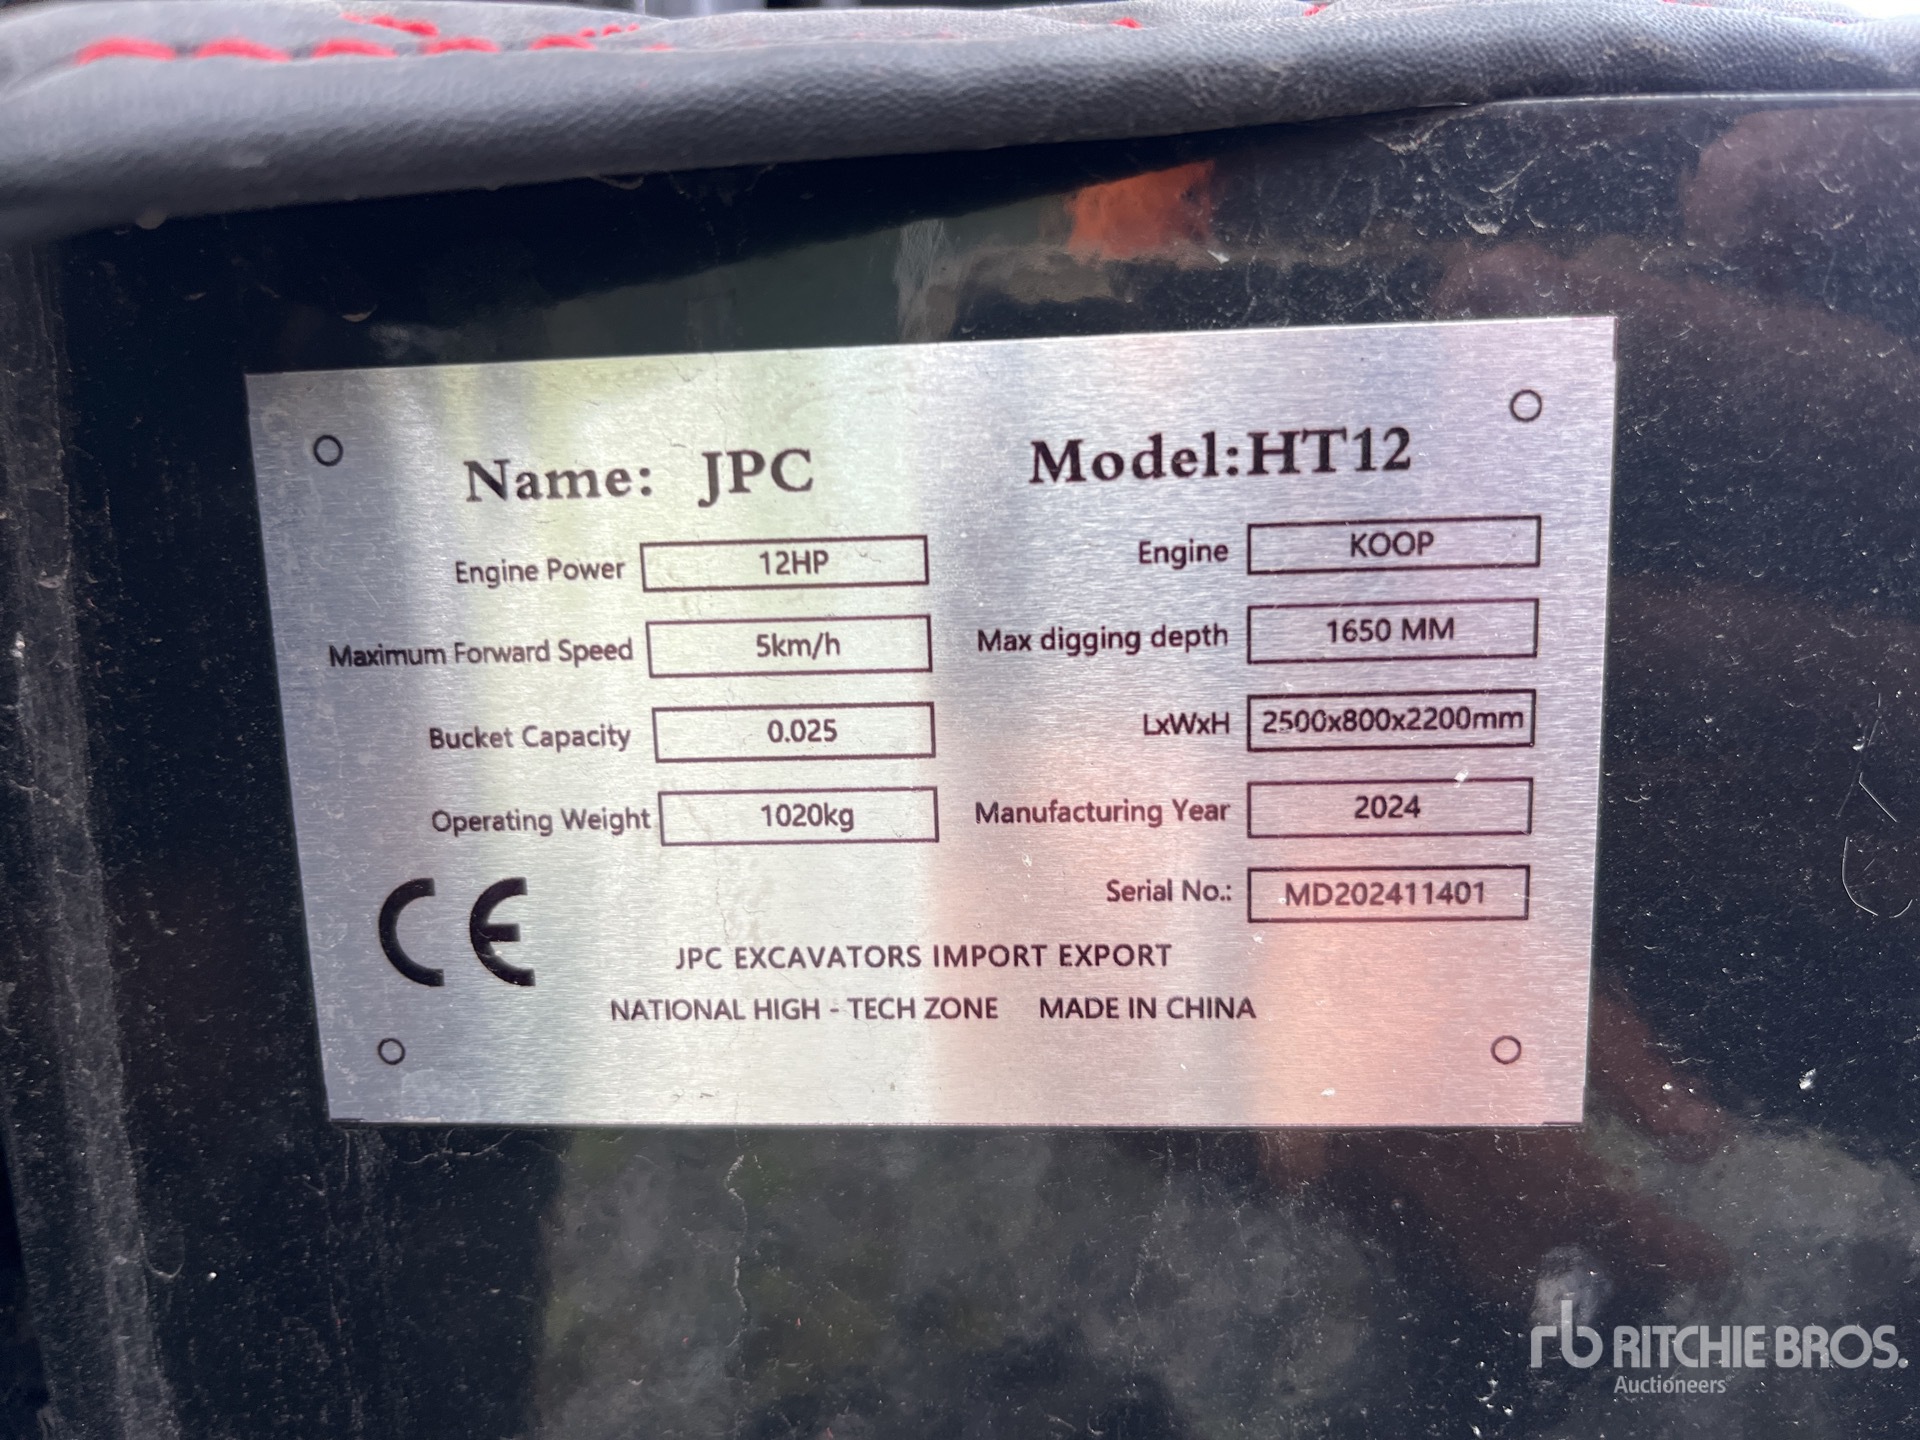 Name: JPC Model:HT12
Engine Power 12HP Engine KOOP
Maximum Forward Speed 5km/h Max digging depth 1650 MM
Bucket Capacity 0.025 LxWxH 2500x800x2200mm
Operating Weight 1020kg Manufacturing Year 2024
Serial No.: MD202411401
CE
JPC EXCAVATORS IMPORT EXPORT
NATIONAL HIGH - TECH ZONE MADE IN CHINA
rb RITCHIE BROS.
Auctioneers